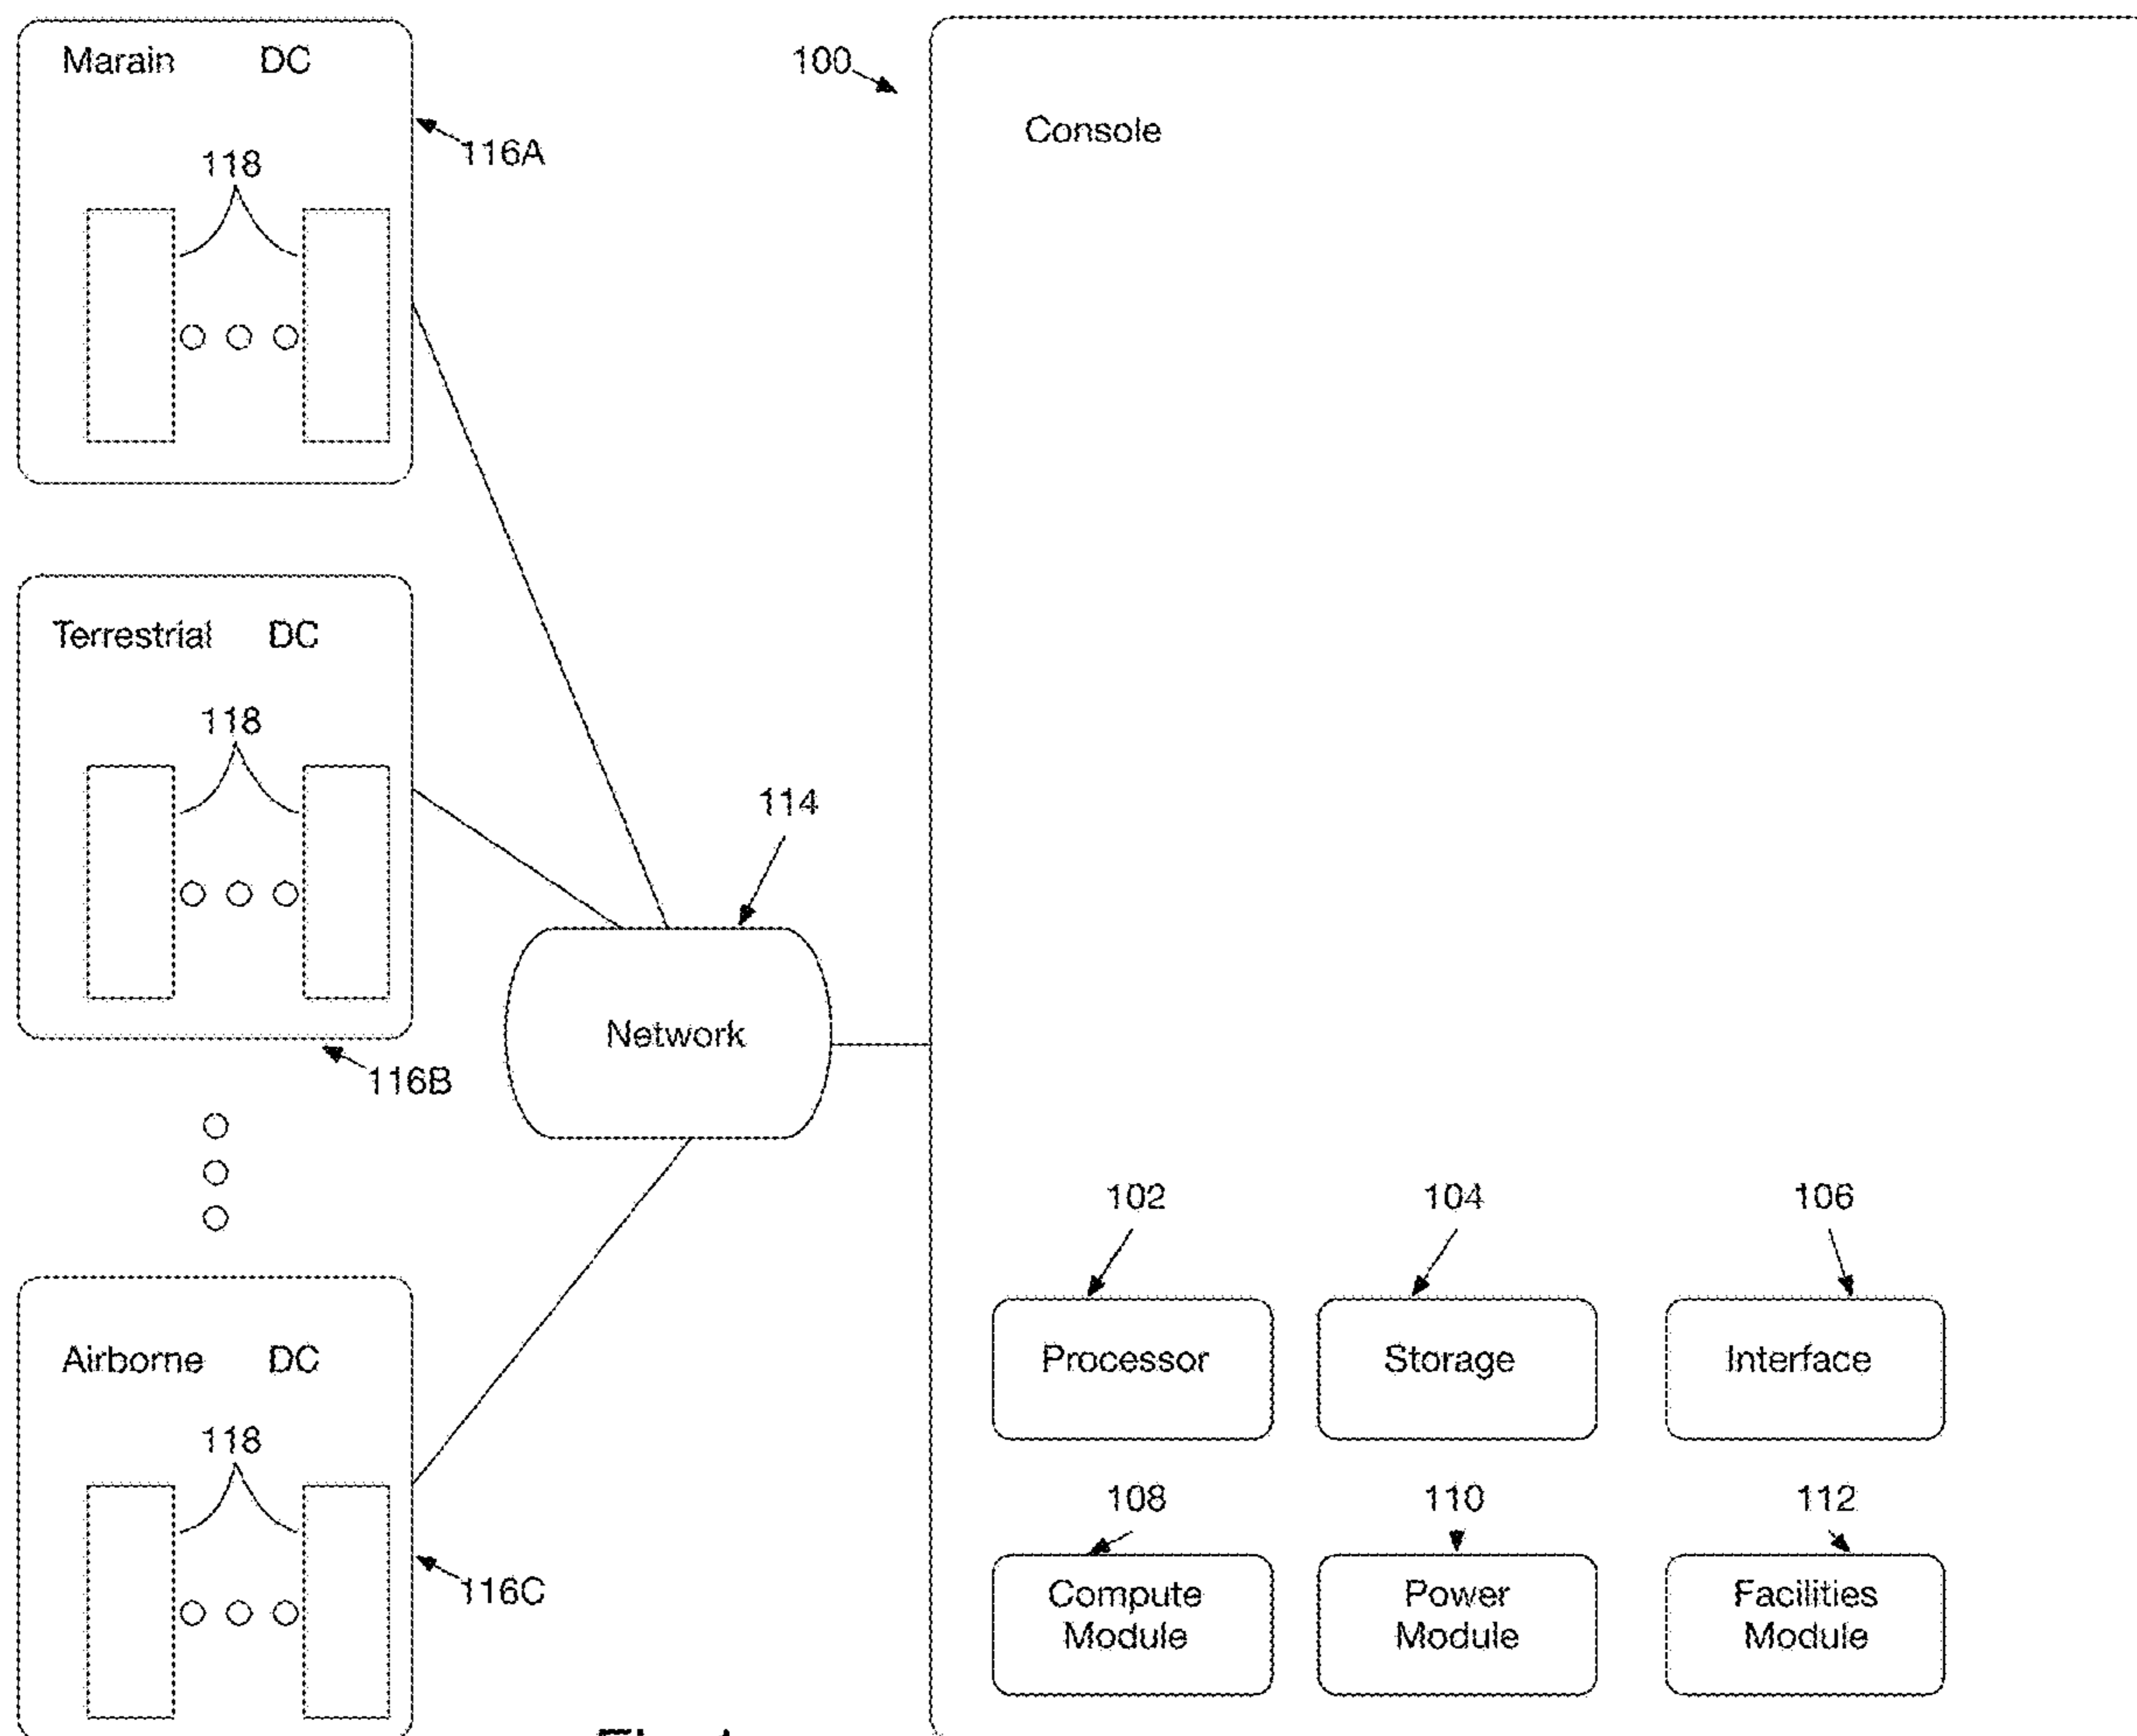 Marain DC
118
116A
100
Console
Terrestrial DC
118
116B
114
Network
Airborne DC
118
116C
102
104
106
Processor
Storage
Interface
108
110
112
Compute
Module
Power
Module
Facilities
Module